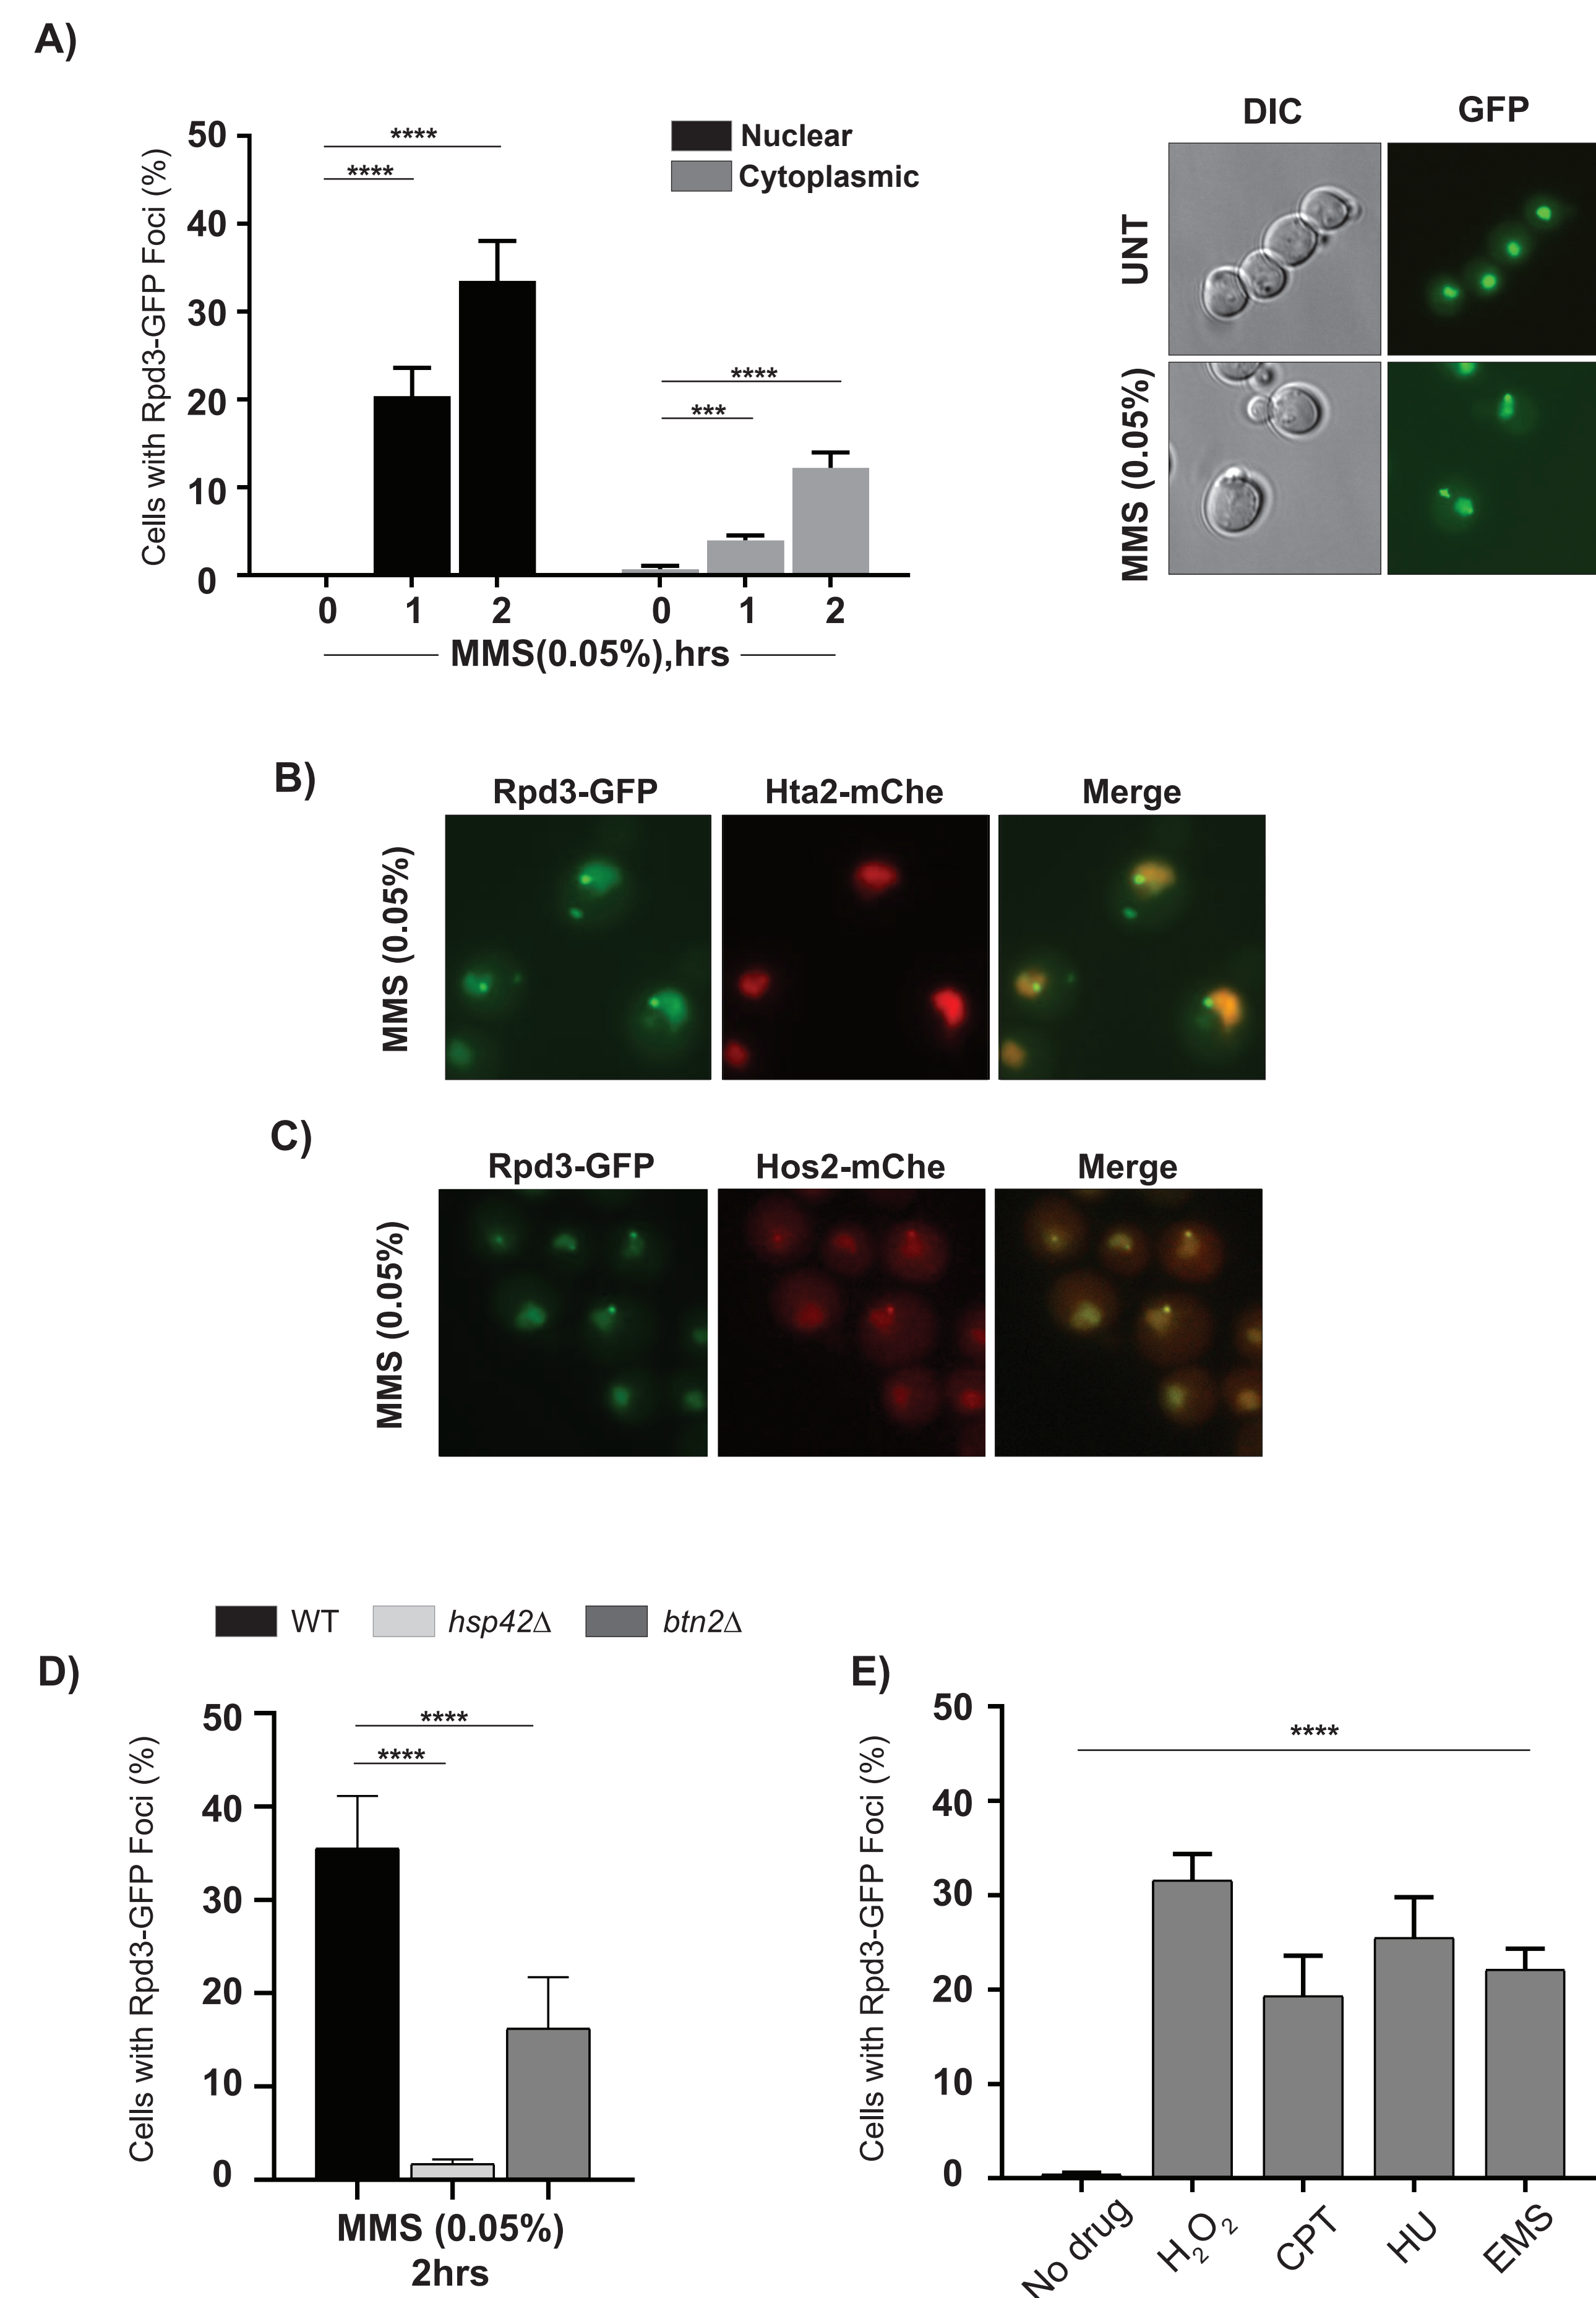 A)
50
40
30
20
10
0
Cells with Rpd3-GFP Foci (%)
****
****
***
****
Nuclear
Cytoplasmic
0 1 2 0 1 2
MMS(0.05%),hrs
DIC GFP
UNT
MMS (0.05%)
B)
Rpd3-GFP Hta2-mChe Merge
MMS (0.05%)
C)
Rpd3-GFP Hos2-mChe Merge
MMS (0.05%)
WT hsp42Δ btn2Δ
D)
50
40
30
20
10
0
Cells with Rpd3-GFP Foci (%)
****
****
MMS (0.05%)
2hrs
E)
50
40
30
20
10
0
Cells with Rpd3-GFP Foci (%)
****
No drug H₂O₂ CPT HU EMS